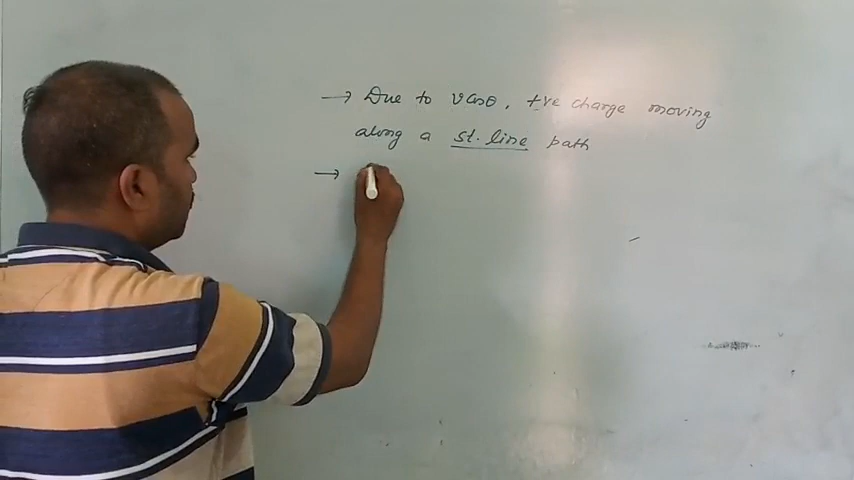 → Due to vcosθ, +ve charge moving
along a st. line path
→